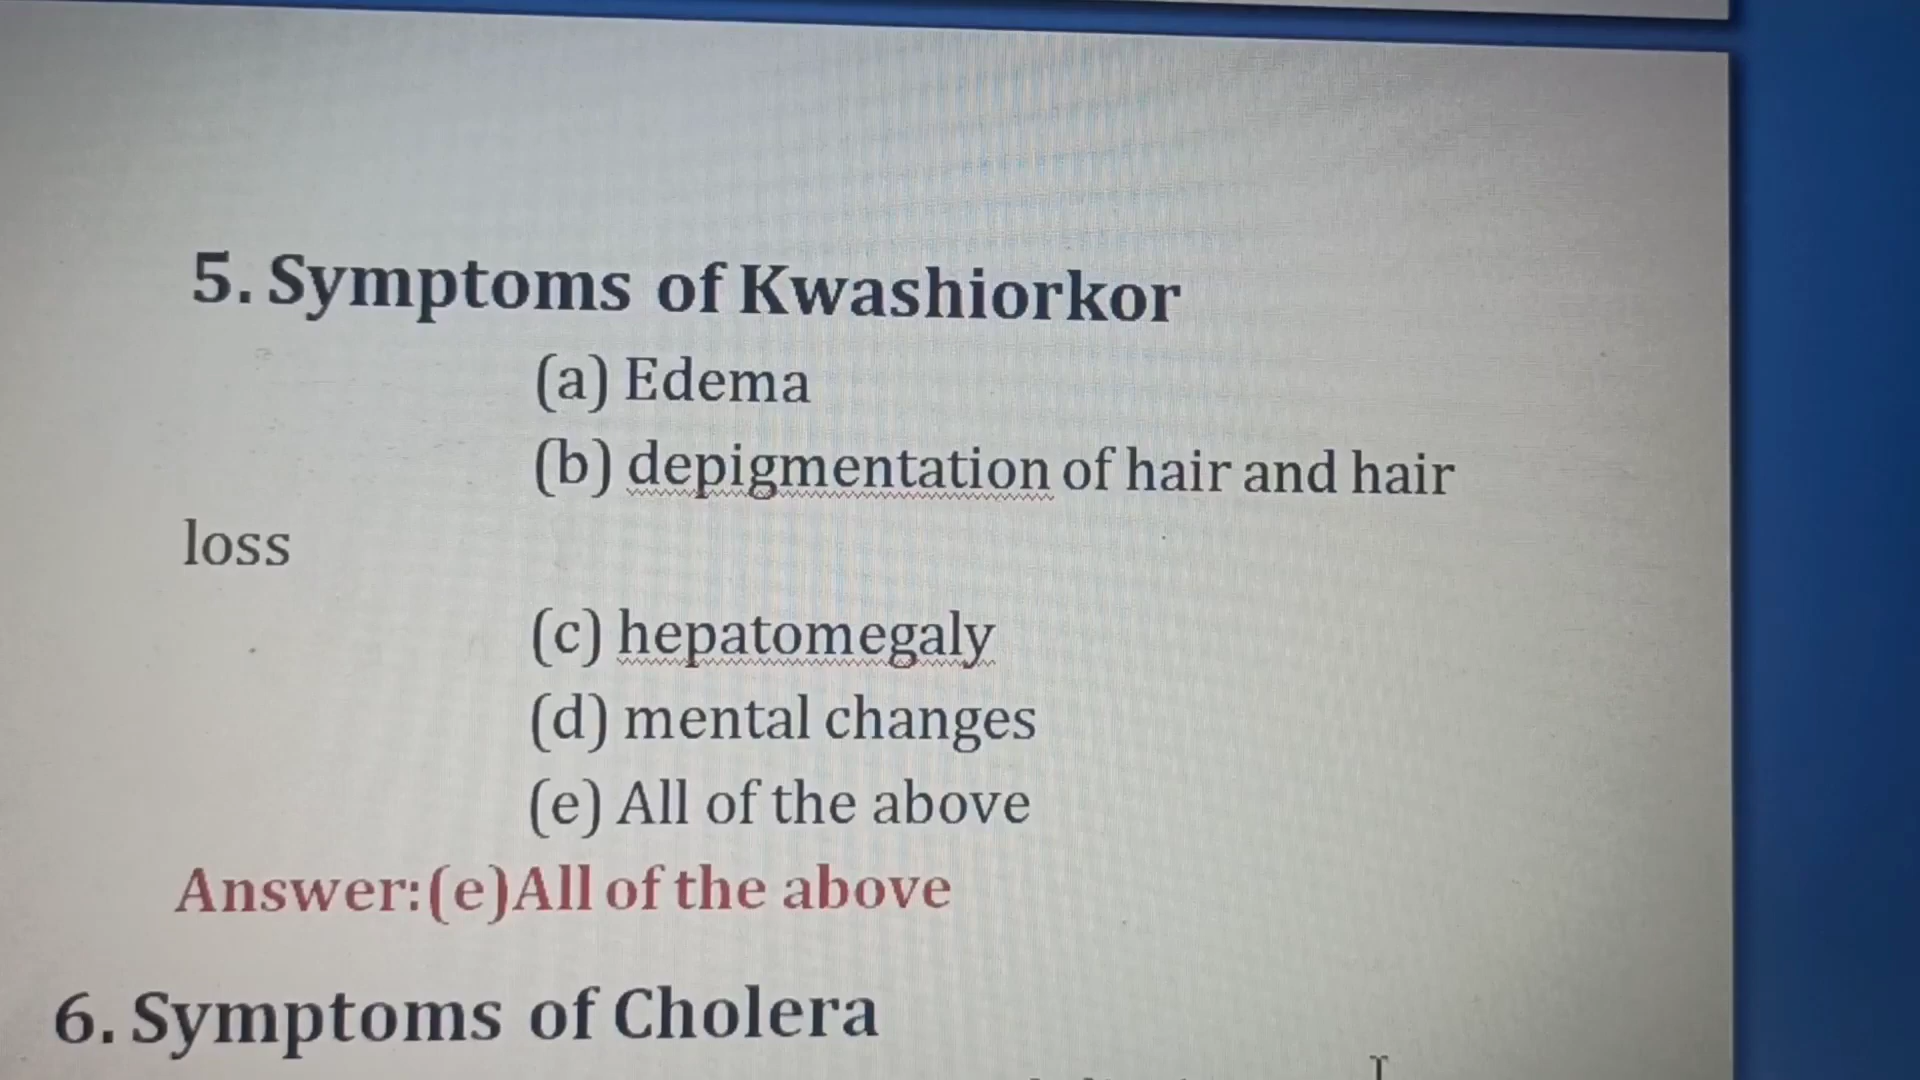 5. Symptoms of Kwashiorkor
(a) Edema
(b) depigmentation of hair and hair
loss
(c) hepatomegaly
(d) mental changes
(e) All of the above
Answer:(e)All of the above
6. Symptoms of Cholera